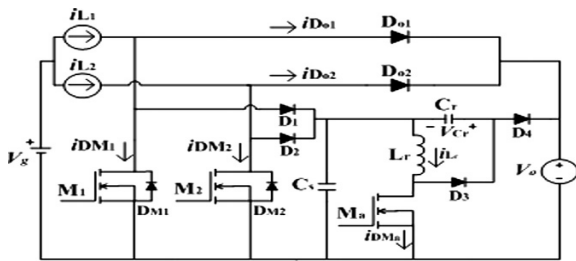 iL1
iDo1
Do1
iL2
iDo2
Do2
D1
Cr
− VCr +
D4
iDM1
iDM2
D2
Vg
Lr
iLr
Vo
M1
M2
Cs
D3
Ma
DM1
DM2
iDMa